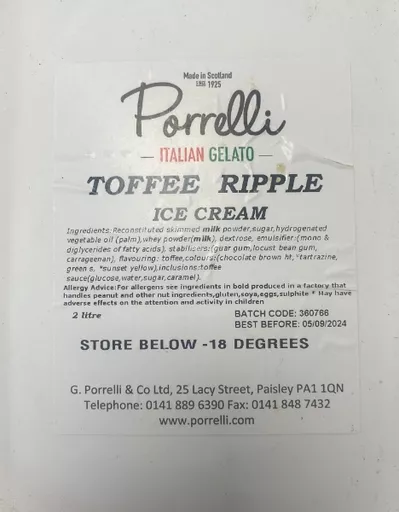 Made in Scotland
SINCE 1925
Porrelli
— ITALIAN GELATO —
TOFFEE RIPPLE
ICE CREAM
Ingredients: Reconstituted skimmed milk powder,sugar,hydrogenated
vegetable oil (palm),whey powder(milk), dextrose, emulsifier:(mono &
diglycerides of fatty acids), stabilisers:(guar gum,locust bean gum,
carrageenan), flavouring: toffee,colours:(chocolate brown ht, *tartrazine,
green s, *sunset yellow),inclusions:toffee
sauce(glucose,water,sugar,caramel).
Allergy Advice:For allergens see ingredients in bold produced in a factory that
handles peanut and other nut ingredients,gluten,soya,eggs,sulphite * May have
adverse effects on the attention and activity in children
2 litre
BATCH CODE: 360766
BEST BEFORE: 05/09/2024
STORE BELOW -18 DEGREES
G. Porrelli & Co Ltd, 25 Lacy Street, Paisley PA1 1QN
Telephone: 0141 889 6390 Fax: 0141 848 7432
www.porrelli.com